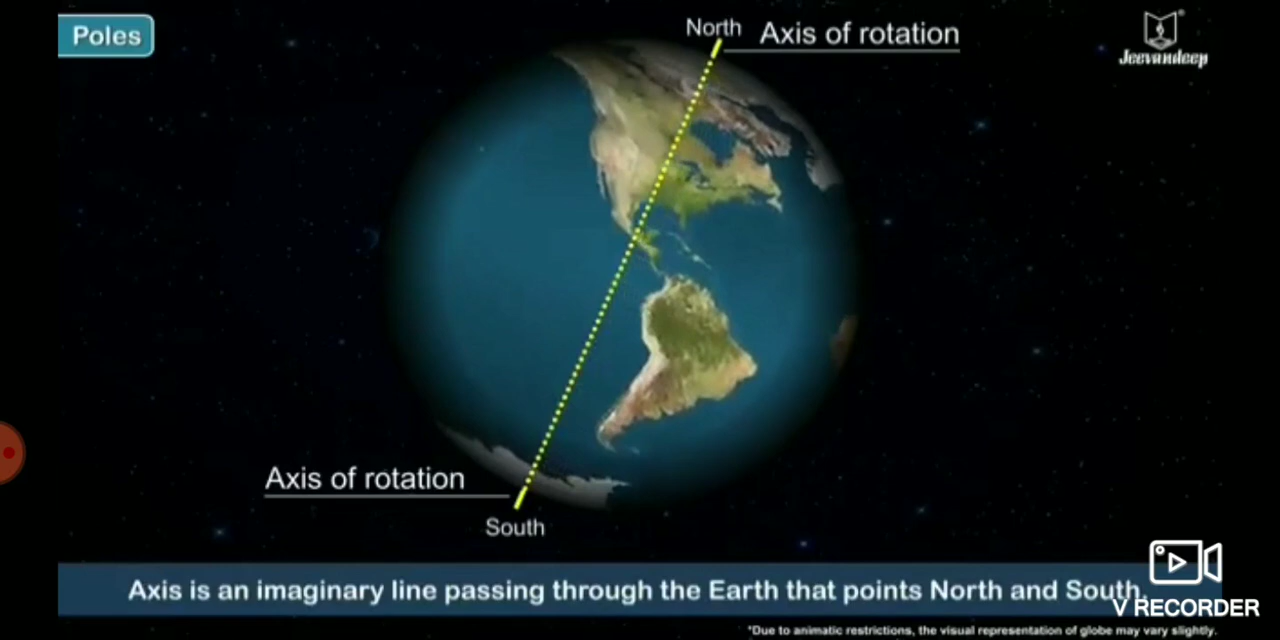 Poles
North
Axis of rotation
Jeevandeep
Axis of rotation
South
Axis is an imaginary line passing through the Earth that points North and South.
V RECORDER
*Due to animatic restrictions, the visual representation of globe may vary slightly.